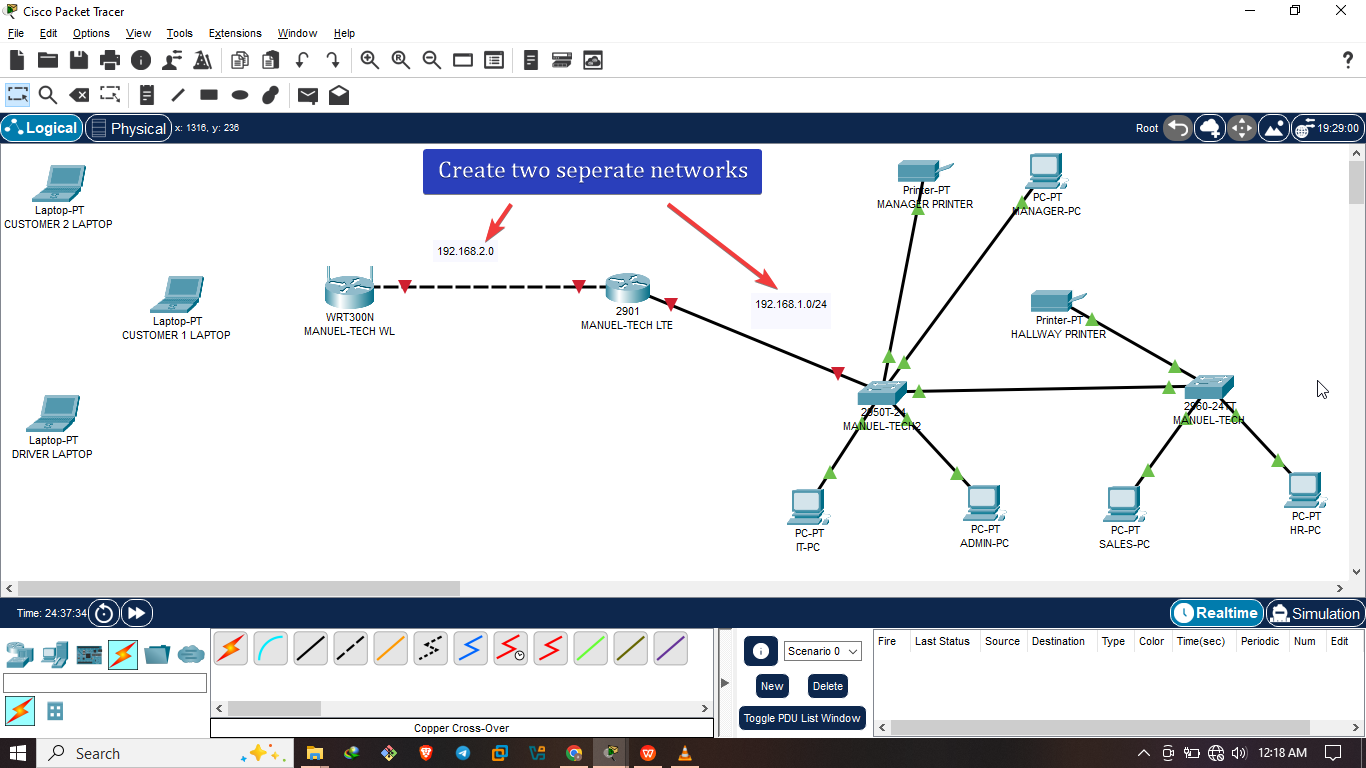 Cisco Packet Tracer
File Edit Options View Tools Extensions Window Help
?
Logical Physical x: 1316, y: 236 Root 19:29:00
Create two seperate networks
Printer-PT
MANAGER PRINTER
PC-PT
MANAGER-PC
Laptop-PT
CUSTOMER 2 LAPTOP
192.168.2.0
192.168.1.0/24
Laptop-PT
CUSTOMER 1 LAPTOP
WRT300N
MANUEL-TECH WL
2901
MANUEL-TECH LTE
Printer-PT
HALLWAY PRINTER
Laptop-PT
DRIVER LAPTOP
2950T-24
MANUEL-TECH2
2960-24TT
MANUEL-TECH
PC-PT
IT-PC
PC-PT
ADMIN-PC
PC-PT
SALES-PC
PC-PT
HR-PC
Time: 24:37:34 Realtime Simulation
Scenario 0
New Delete
Toggle PDU List Window
Fire Last Status Source Destination Type Color Time(sec) Periodic Num Edit
Copper Cross-Over
Search 12:18 AM